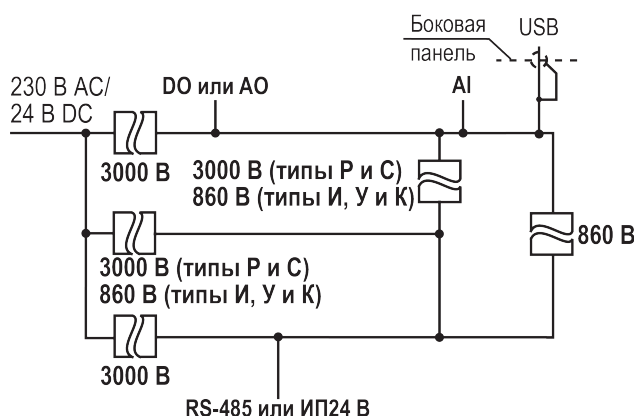 Боковая
панель
USB
230 В AC/
24 В DC
DO или AO
AI
3000 В
3000 В (типы Р и С)
860 В (типы И, У и К)
860 В
3000 В (типы Р и С)
860 В (типы И, У и К)
3000 В
RS-485 или ИП24 В